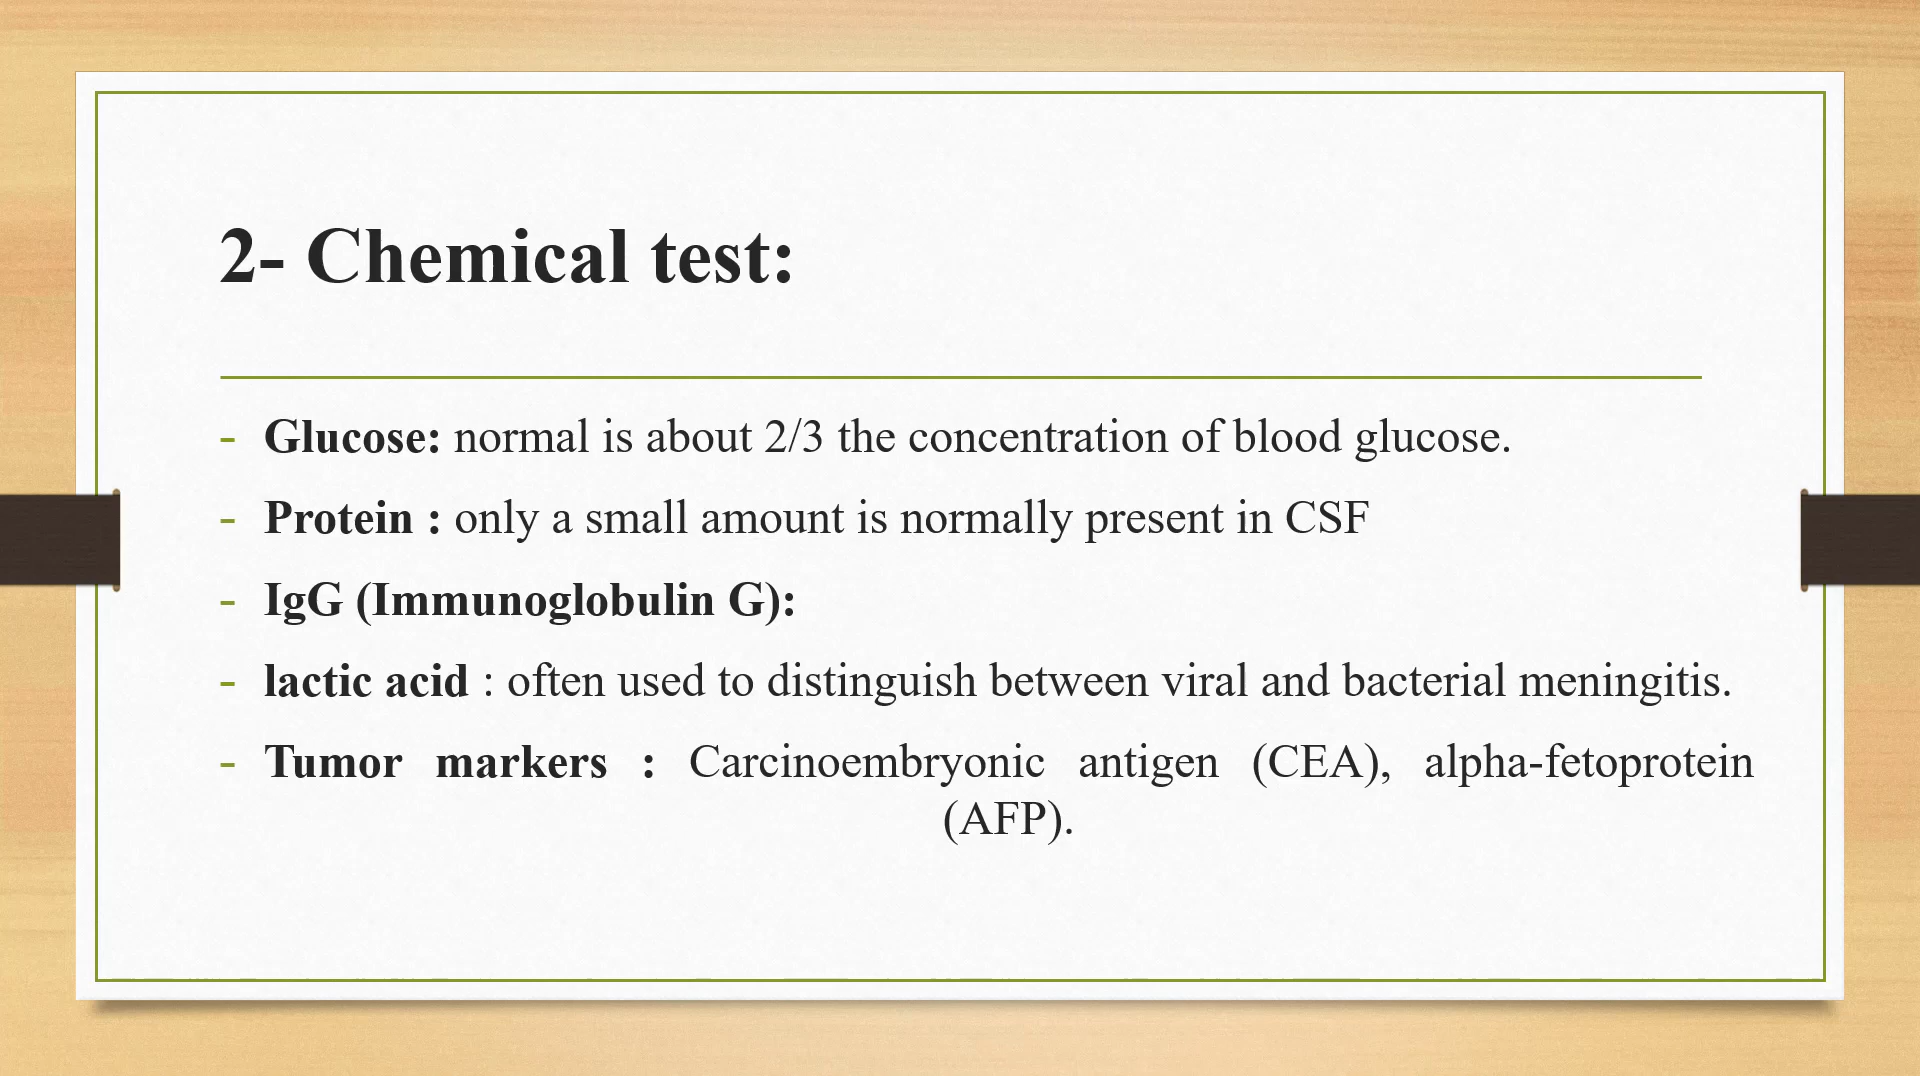 2- Chemical test:
- Glucose: normal is about 2/3 the concentration of blood glucose.
- Protein : only a small amount is normally present in CSF
- IgG (Immunoglobulin G):
- lactic acid : often used to distinguish between viral and bacterial meningitis.
- Tumor markers : Carcinoembryonic antigen (CEA), alpha-fetoprotein
(AFP).